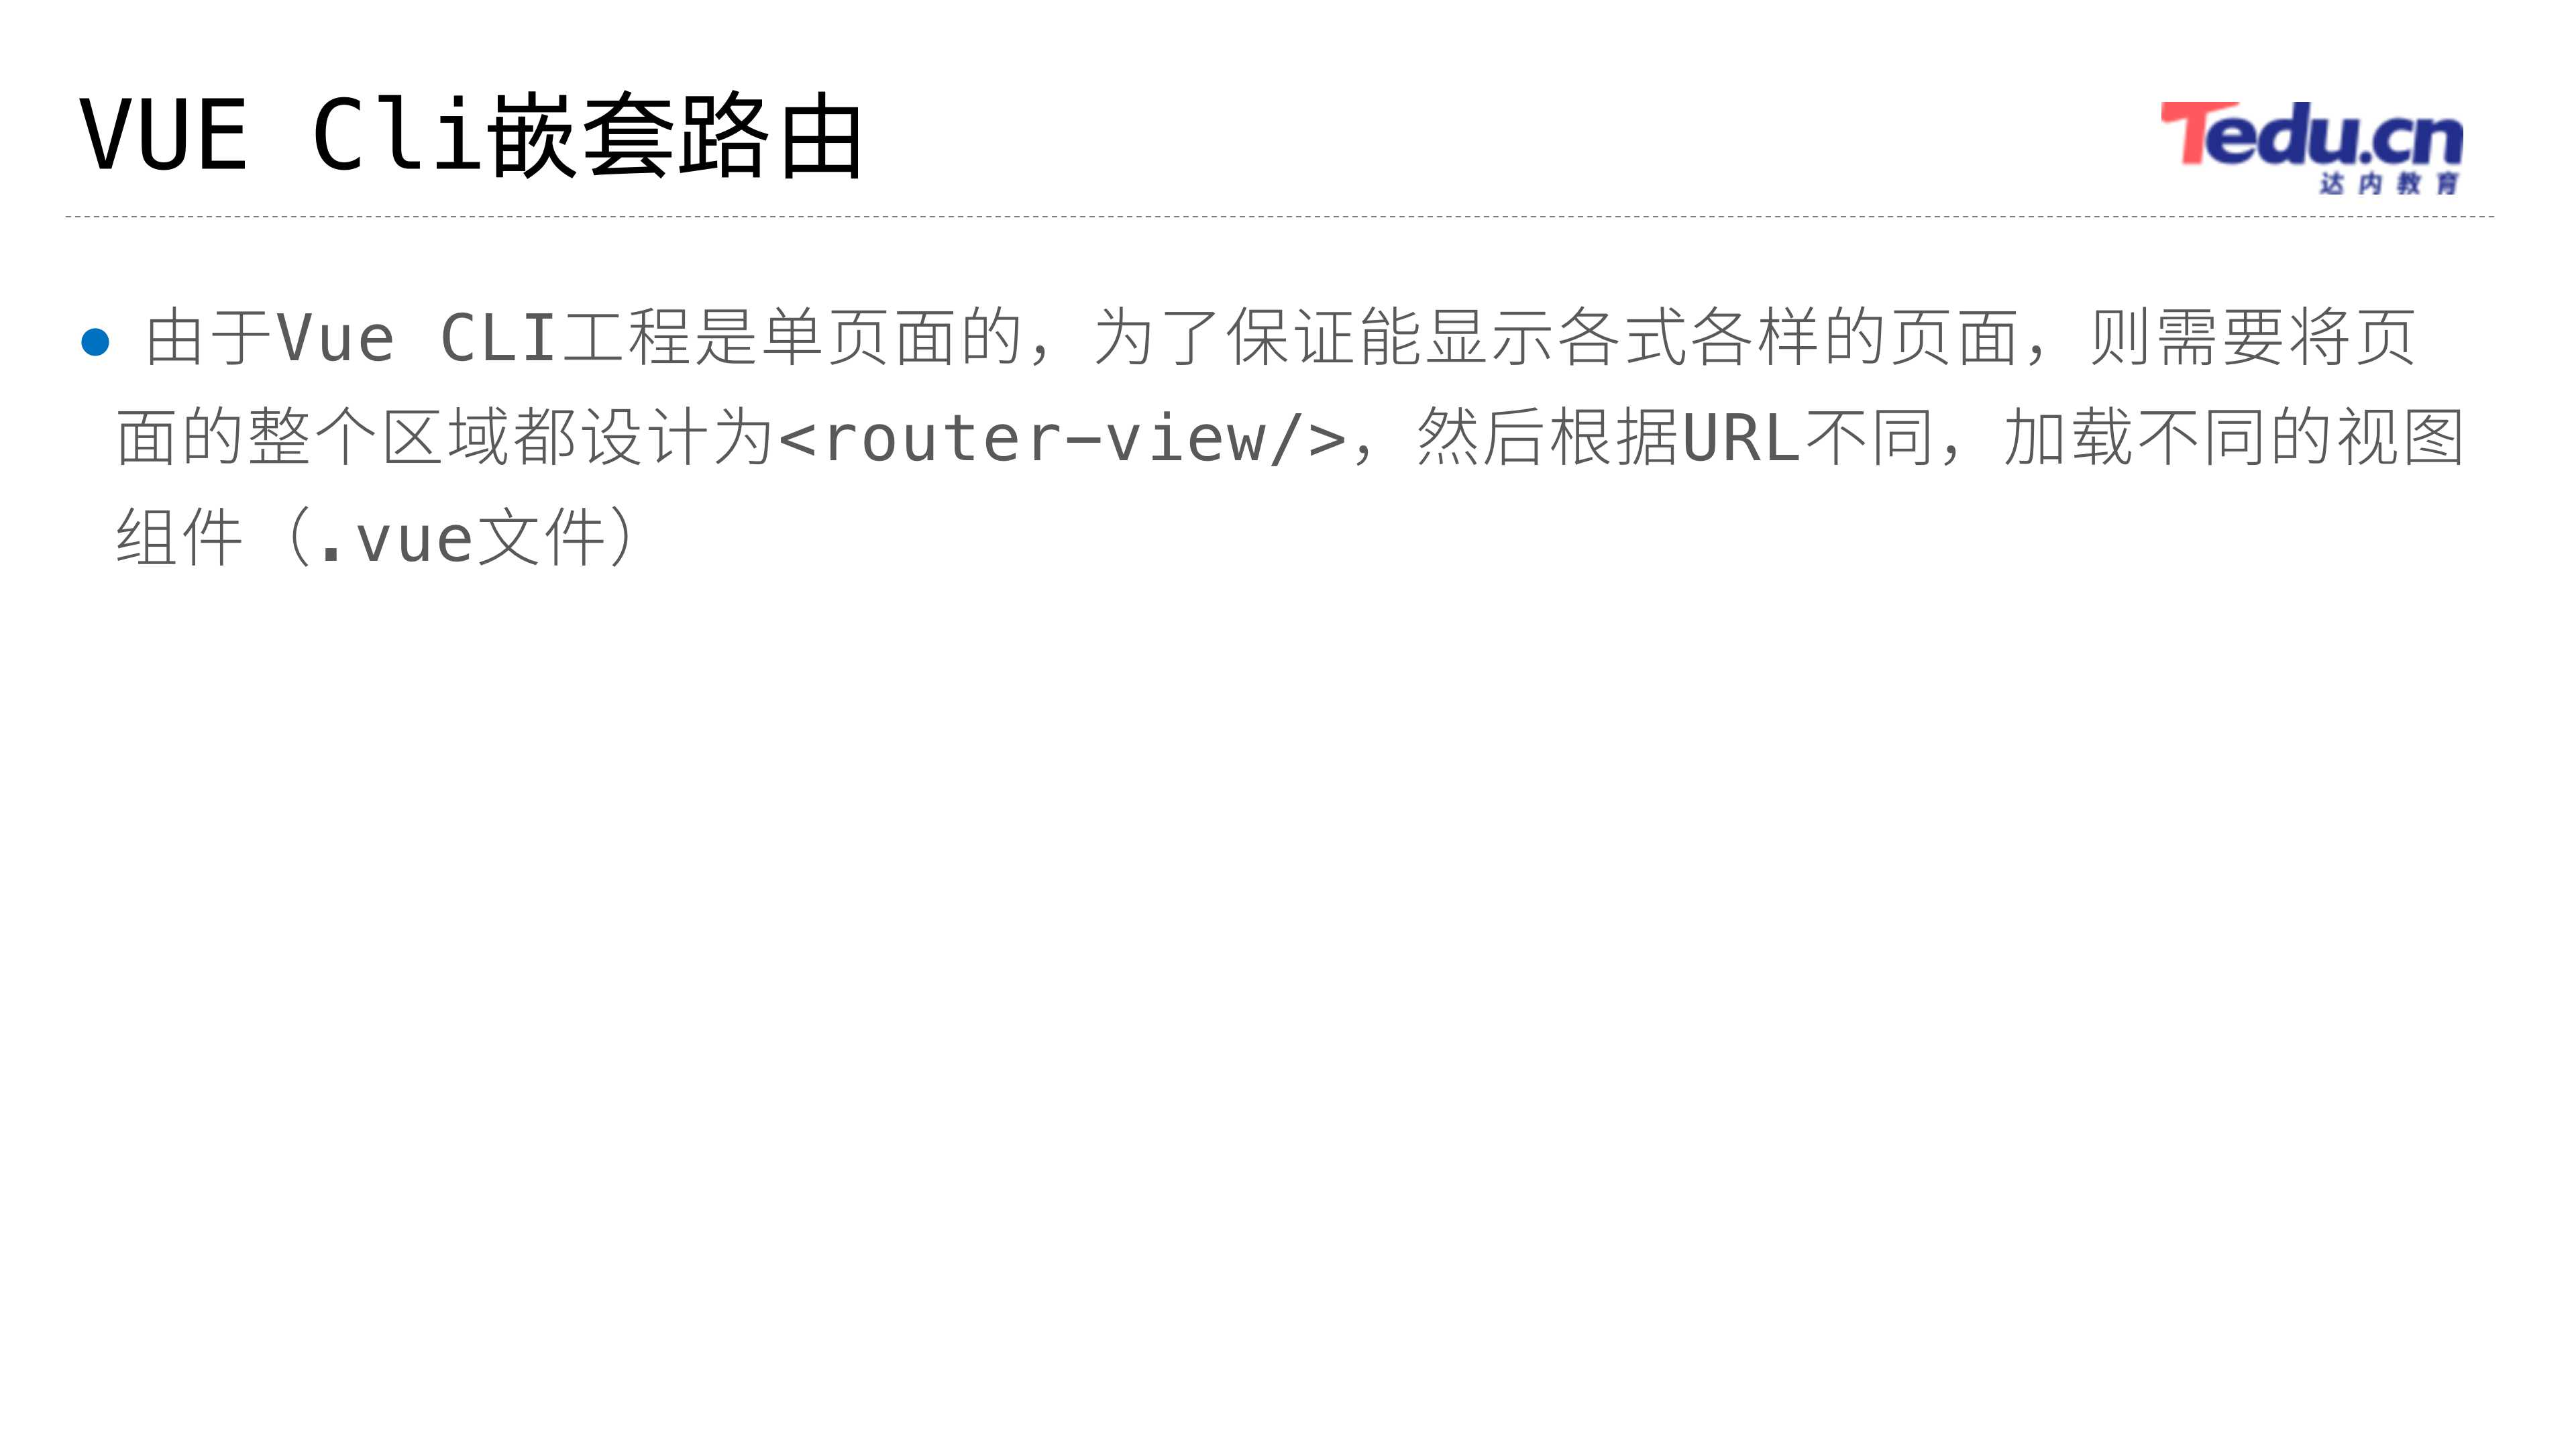 VUE Cli嵌套路由
Tedu.cn
达内教育
● 由于Vue CLI工程是单页面的，为了保证能显示各式各样的页面，则需要将页
面的整个区域都设计为<router-view/>，然后根据URL不同，加载不同的视图
组件（.vue文件）